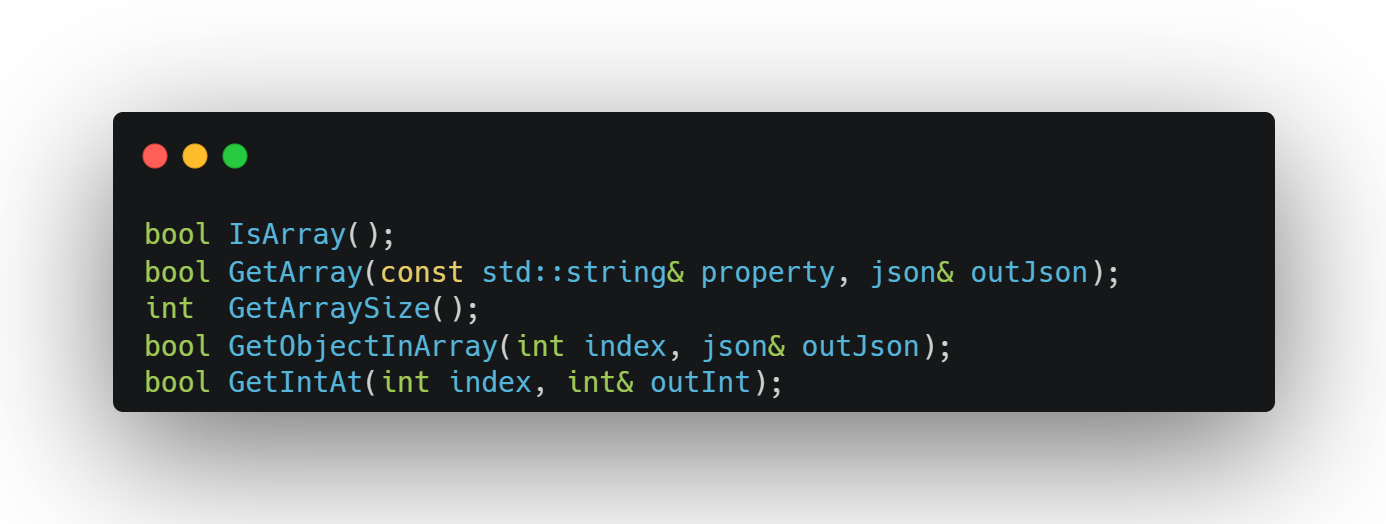 bool IsArray();
bool GetArray(const std::string& property, json& outJson);
int  GetArraySize();
bool GetObjectInArray(int index, json& outJson);
bool GetIntAt(int index, int& outInt);